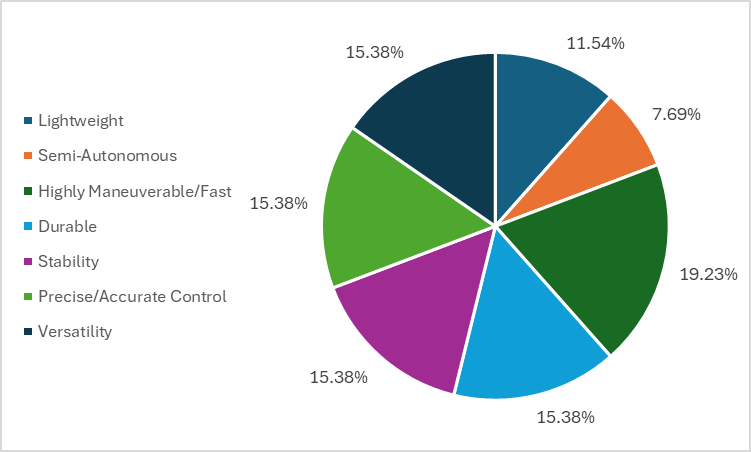 Lightweight
Semi-Autonomous
Highly Maneuverable/Fast
Durable
Stability
Precise/Accurate Control
Versatility
11.54%
7.69%
19.23%
15.38%
15.38%
15.38%
15.38%